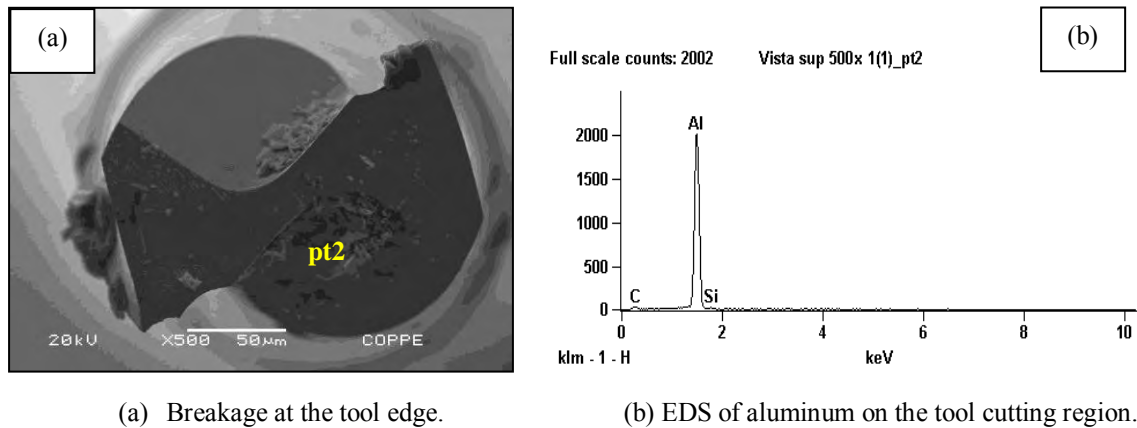 (a)
pt2
20kV X500 50μm COPPE
(b)
Full scale counts: 2002 Vista sup 500x 1(1)_pt2
Al
2000
1500
1000
500
C Si
0
0 2 4 6 8 10
klm - 1 - H keV
(a) Breakage at the tool edge.
(b) EDS of aluminum on the tool cutting region.